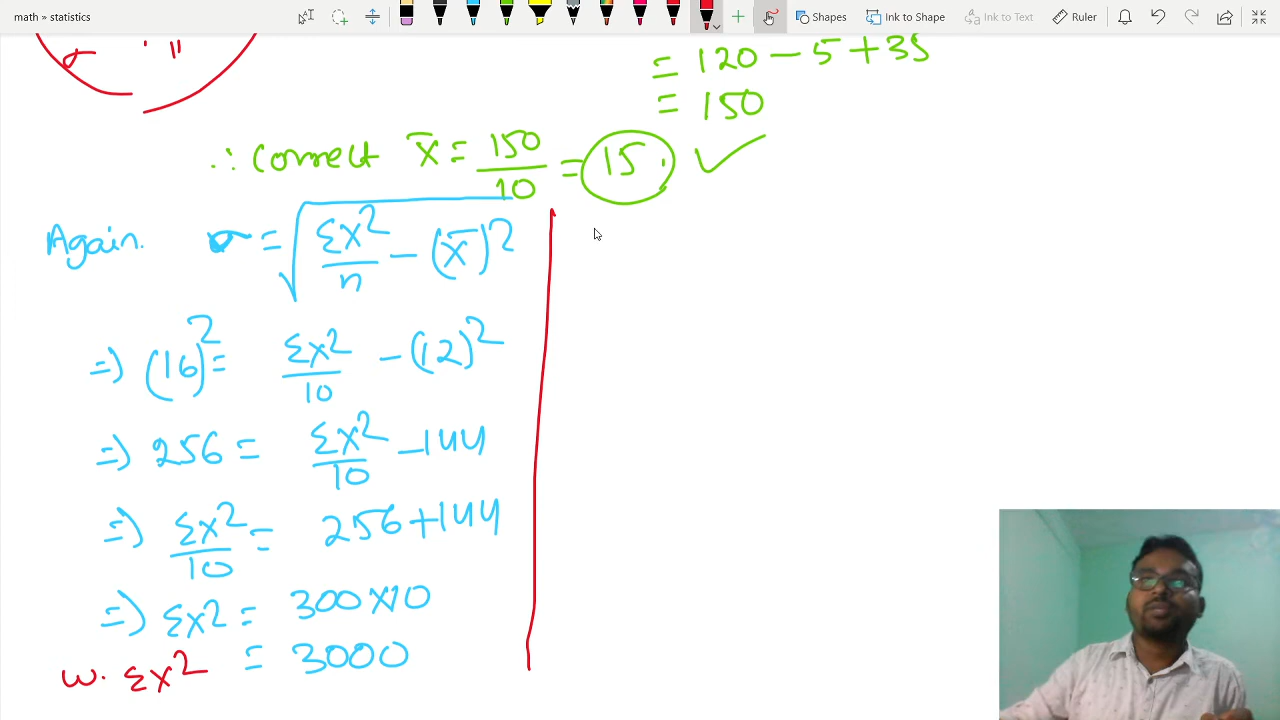 math » statistics
Shapes
Ink to Shape
Ink to Text
Ruler
= 120 - 5 + 35
= 150
∴ Correct x̄ = 150/10 = 15.
Again. σ = √(Σx²/n - (x̄)²)
=> (16)² = Σx²/10 - (12)²
=> 256 = Σx²/10 - 144
=> Σx²/10 = 256 + 144
=> Σx² = 300 × 10
w. Σx² = 3000